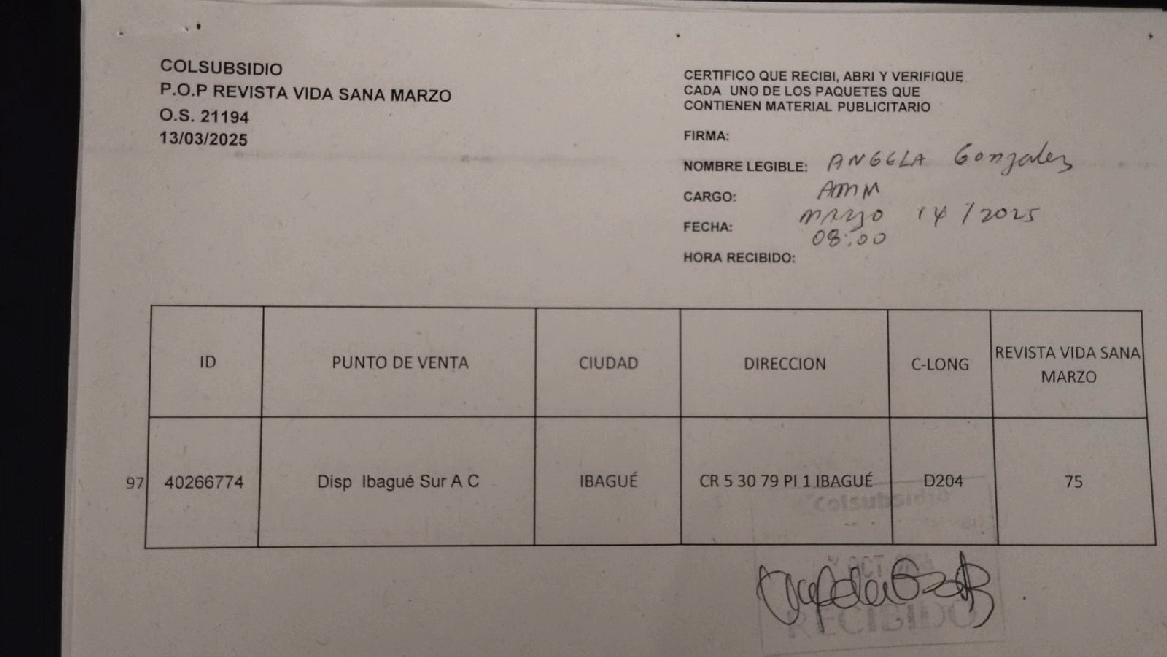 COLSUBSIDIO
P.O.P REVISTA VIDA SANA MARZO
O.S. 21194
13/03/2025
CERTIFICO QUE RECIBI, ABRI Y VERIFIQUE
CADA UNO DE LOS PAQUETES QUE
CONTIENEN MATERIAL PUBLICITARIO
FIRMA:
NOMBRE LEGIBLE: ANGELA Gonzalez
CARGO: AMM
FECHA: marzo 14/2025
08:00
HORA RECIBIDO:
ID PUNTO DE VENTA CIUDAD DIRECCION C-LONG REVISTA VIDA SANA
MARZO
97 40266774 Disp Ibagué Sur A C IBAGUÉ CR 5 30 79 PI 1 IBAGUÉ D204 75
Colsubsidio
OCT
RECIBIDO